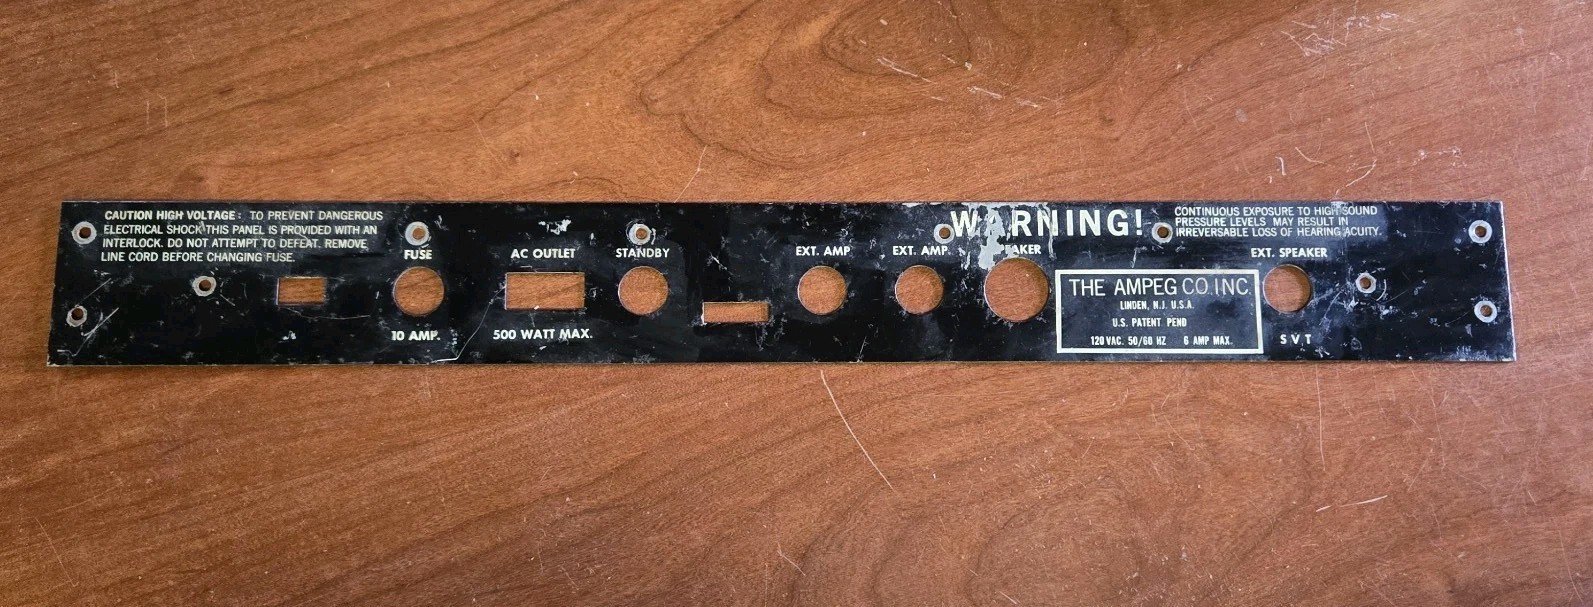 CAUTION HIGH VOLTAGE: TO PREVENT DANGEROUS
ELECTRICAL SHOCK THIS PANEL IS PROVIDED WITH AN
INTERLOCK. DO NOT ATTEMPT TO DEFEAT. REMOVE
LINE CORD BEFORE CHANGING FUSE.
FUSE
10 AMP.
AC OUTLET
500 WATT MAX.
STANDBY
EXT. AMP
EXT. AMP.
WARNING!
CONTINUOUS EXPOSURE TO HIGH SOUND
PRESSURE LEVELS MAY RESULT IN
IRREVERSABLE LOSS OF HEARING ACUITY.
THE AMPEG CO. INC.
LINDEN, N.J. U.S.A.
U.S. PATENT PEND
120 VAC. 50/60 HZ 6 AMP MAX.
EXT. SPEAKER
SVT